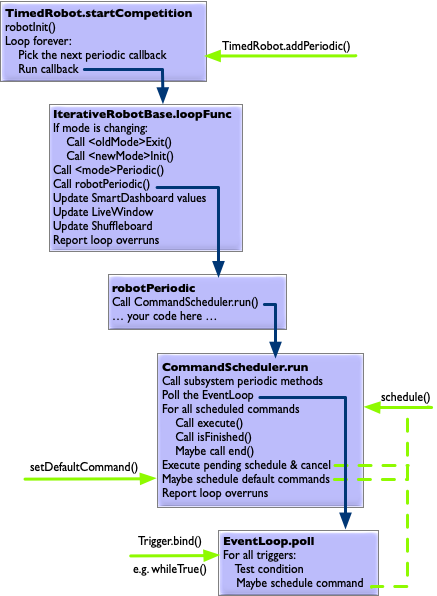 TimedRobot.startCompetition
robotInit()
Loop forever:
Pick the next periodic callback
Run callback
TimedRobot.addPeriodic()
IterativeRobotBase.loopFunc
If mode is changing:
Call <oldMode>Exit()
Call <newMode>Init()
Call <mode>Periodic()
Call robotPeriodic()
Update SmartDashboard values
Update LiveWindow
Update Shuffleboard
Report loop overruns
robotPeriodic
Call CommandScheduler.run()
... your code here ...
CommandScheduler.run
Call subsystem periodic methods
Poll the EventLoop
For all scheduled commands
Call execute()
Call isFinished()
Maybe call end()
Execute pending schedule & cancel
Maybe schedule default commands
Report loop overruns
schedule()
setDefaultCommand()
Trigger.bind()
e.g. whileTrue()
EventLoop.poll
For all triggers:
Test condition
Maybe schedule command